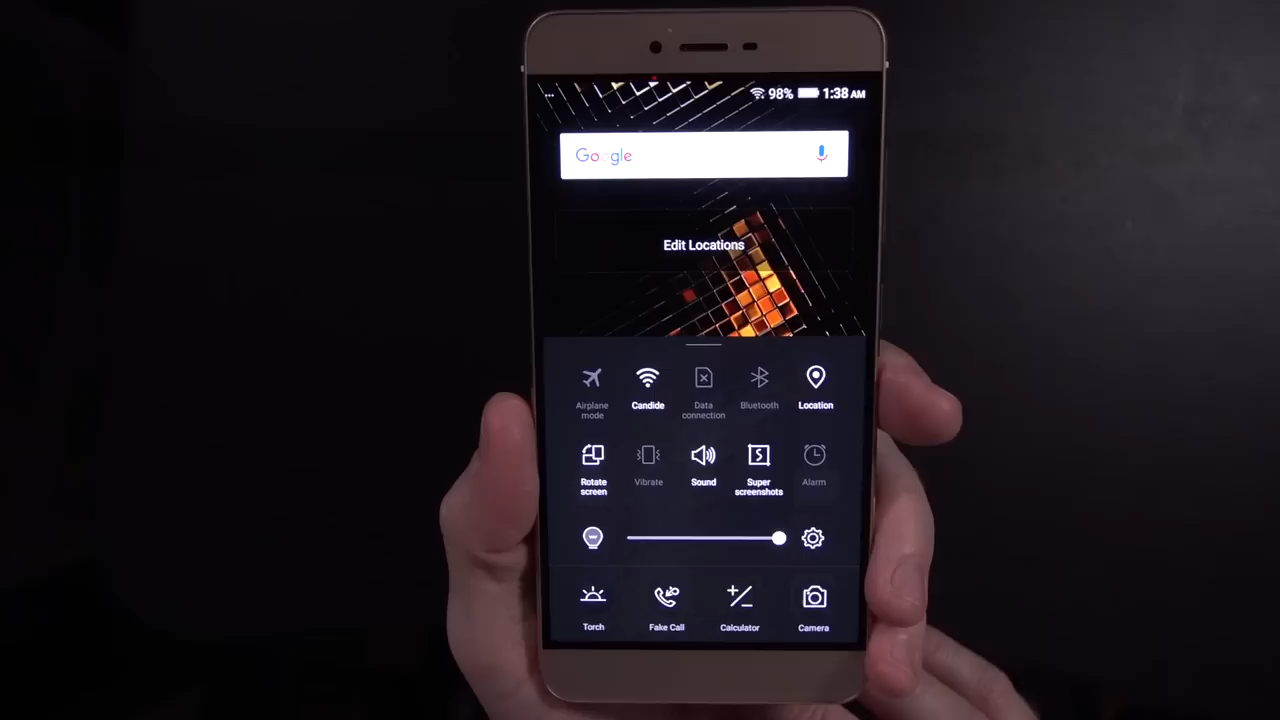 98% 1:38 AM
Google
Edit Locations
Airplane mode
Candide
Data connection
Bluetooth
Location
Rotate screen
Vibrate
Sound
Super screenshots
Alarm
Torch
Fake Call
Calculator
Camera